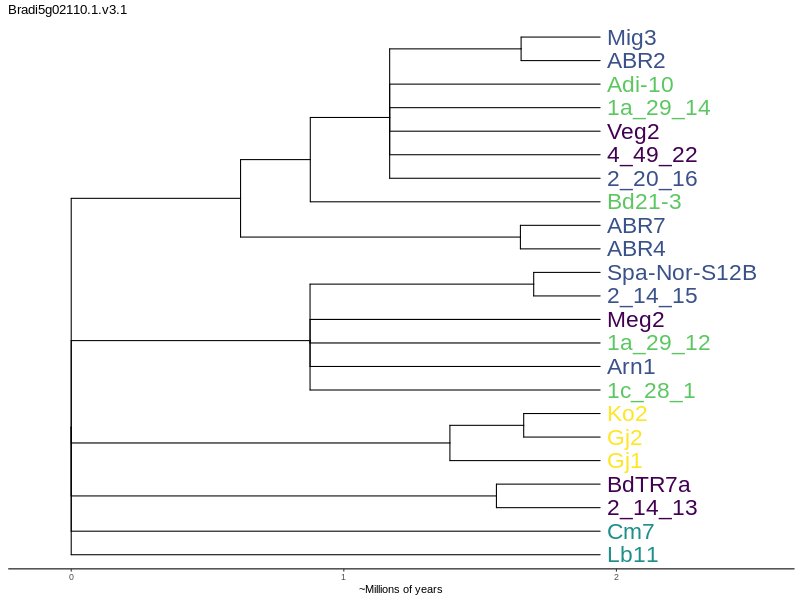 Bradi5g02110.1.v3.1
Mig3
ABR2
Adi-10
1a_29_14
Veg2
4_49_22
2_20_16
Bd21-3
ABR7
ABR4
Spa-Nor-S12B
2_14_15
Meg2
1a_29_12
Arn1
1c_28_1
Ko2
Gj2
Gj1
BdTR7a
2_14_13
Cm7
Lb11
0 1 2
~Millions of years